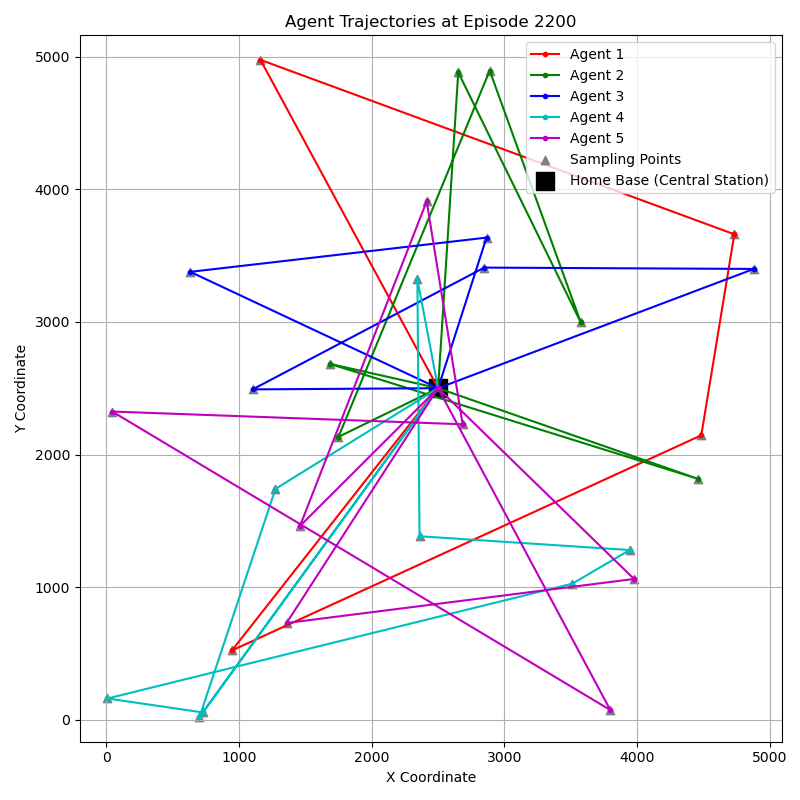 Agent Trajectories at Episode 2200
Agent 1
Agent 2
Agent 3
Agent 4
Agent 5
Sampling Points
Home Base (Central Station)
Y Coordinate
5000
4000
3000
2000
1000
0
0 1000 2000 3000 4000 5000
X Coordinate